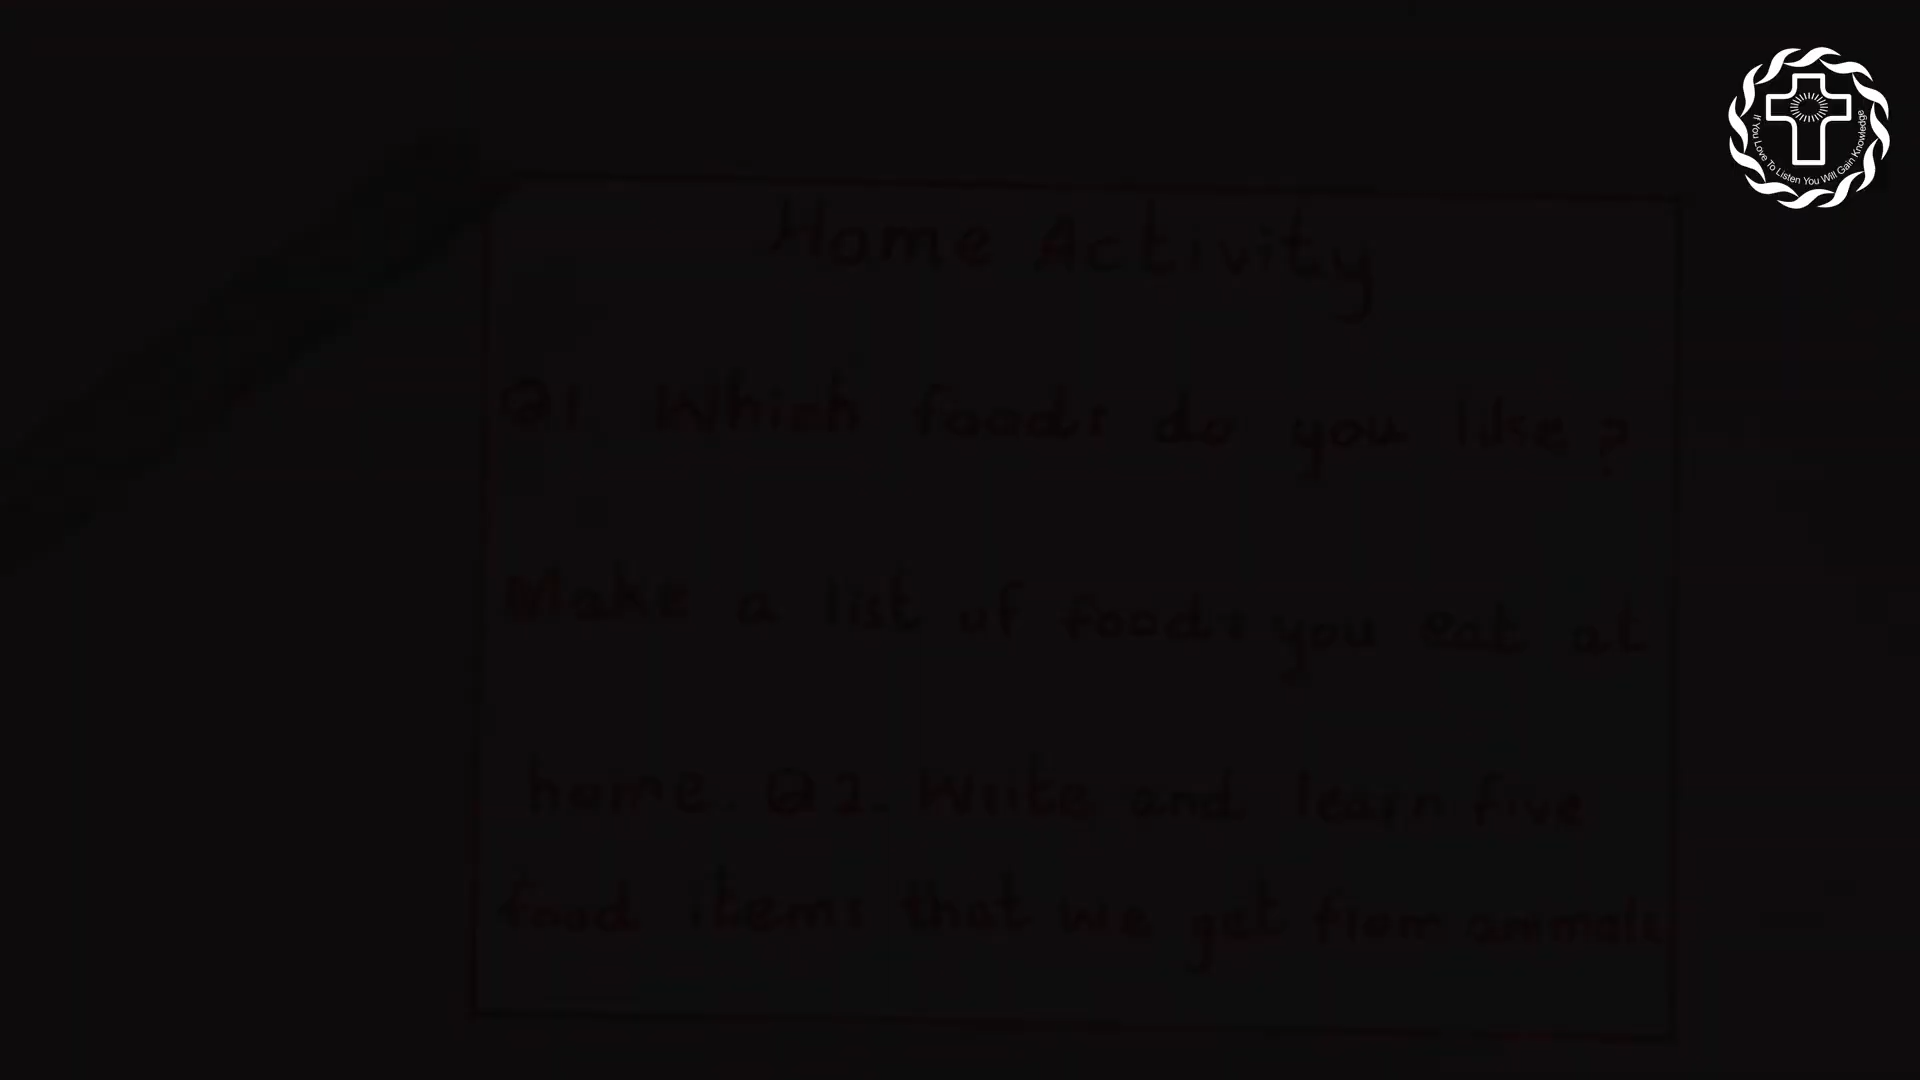 If You Love To Listen You Will Gain Knowledge
Home Activity
Q1. Which foods do you like?
Make a list of foods you eat at
home. Q2. Write and learn five
food items that we get from animals